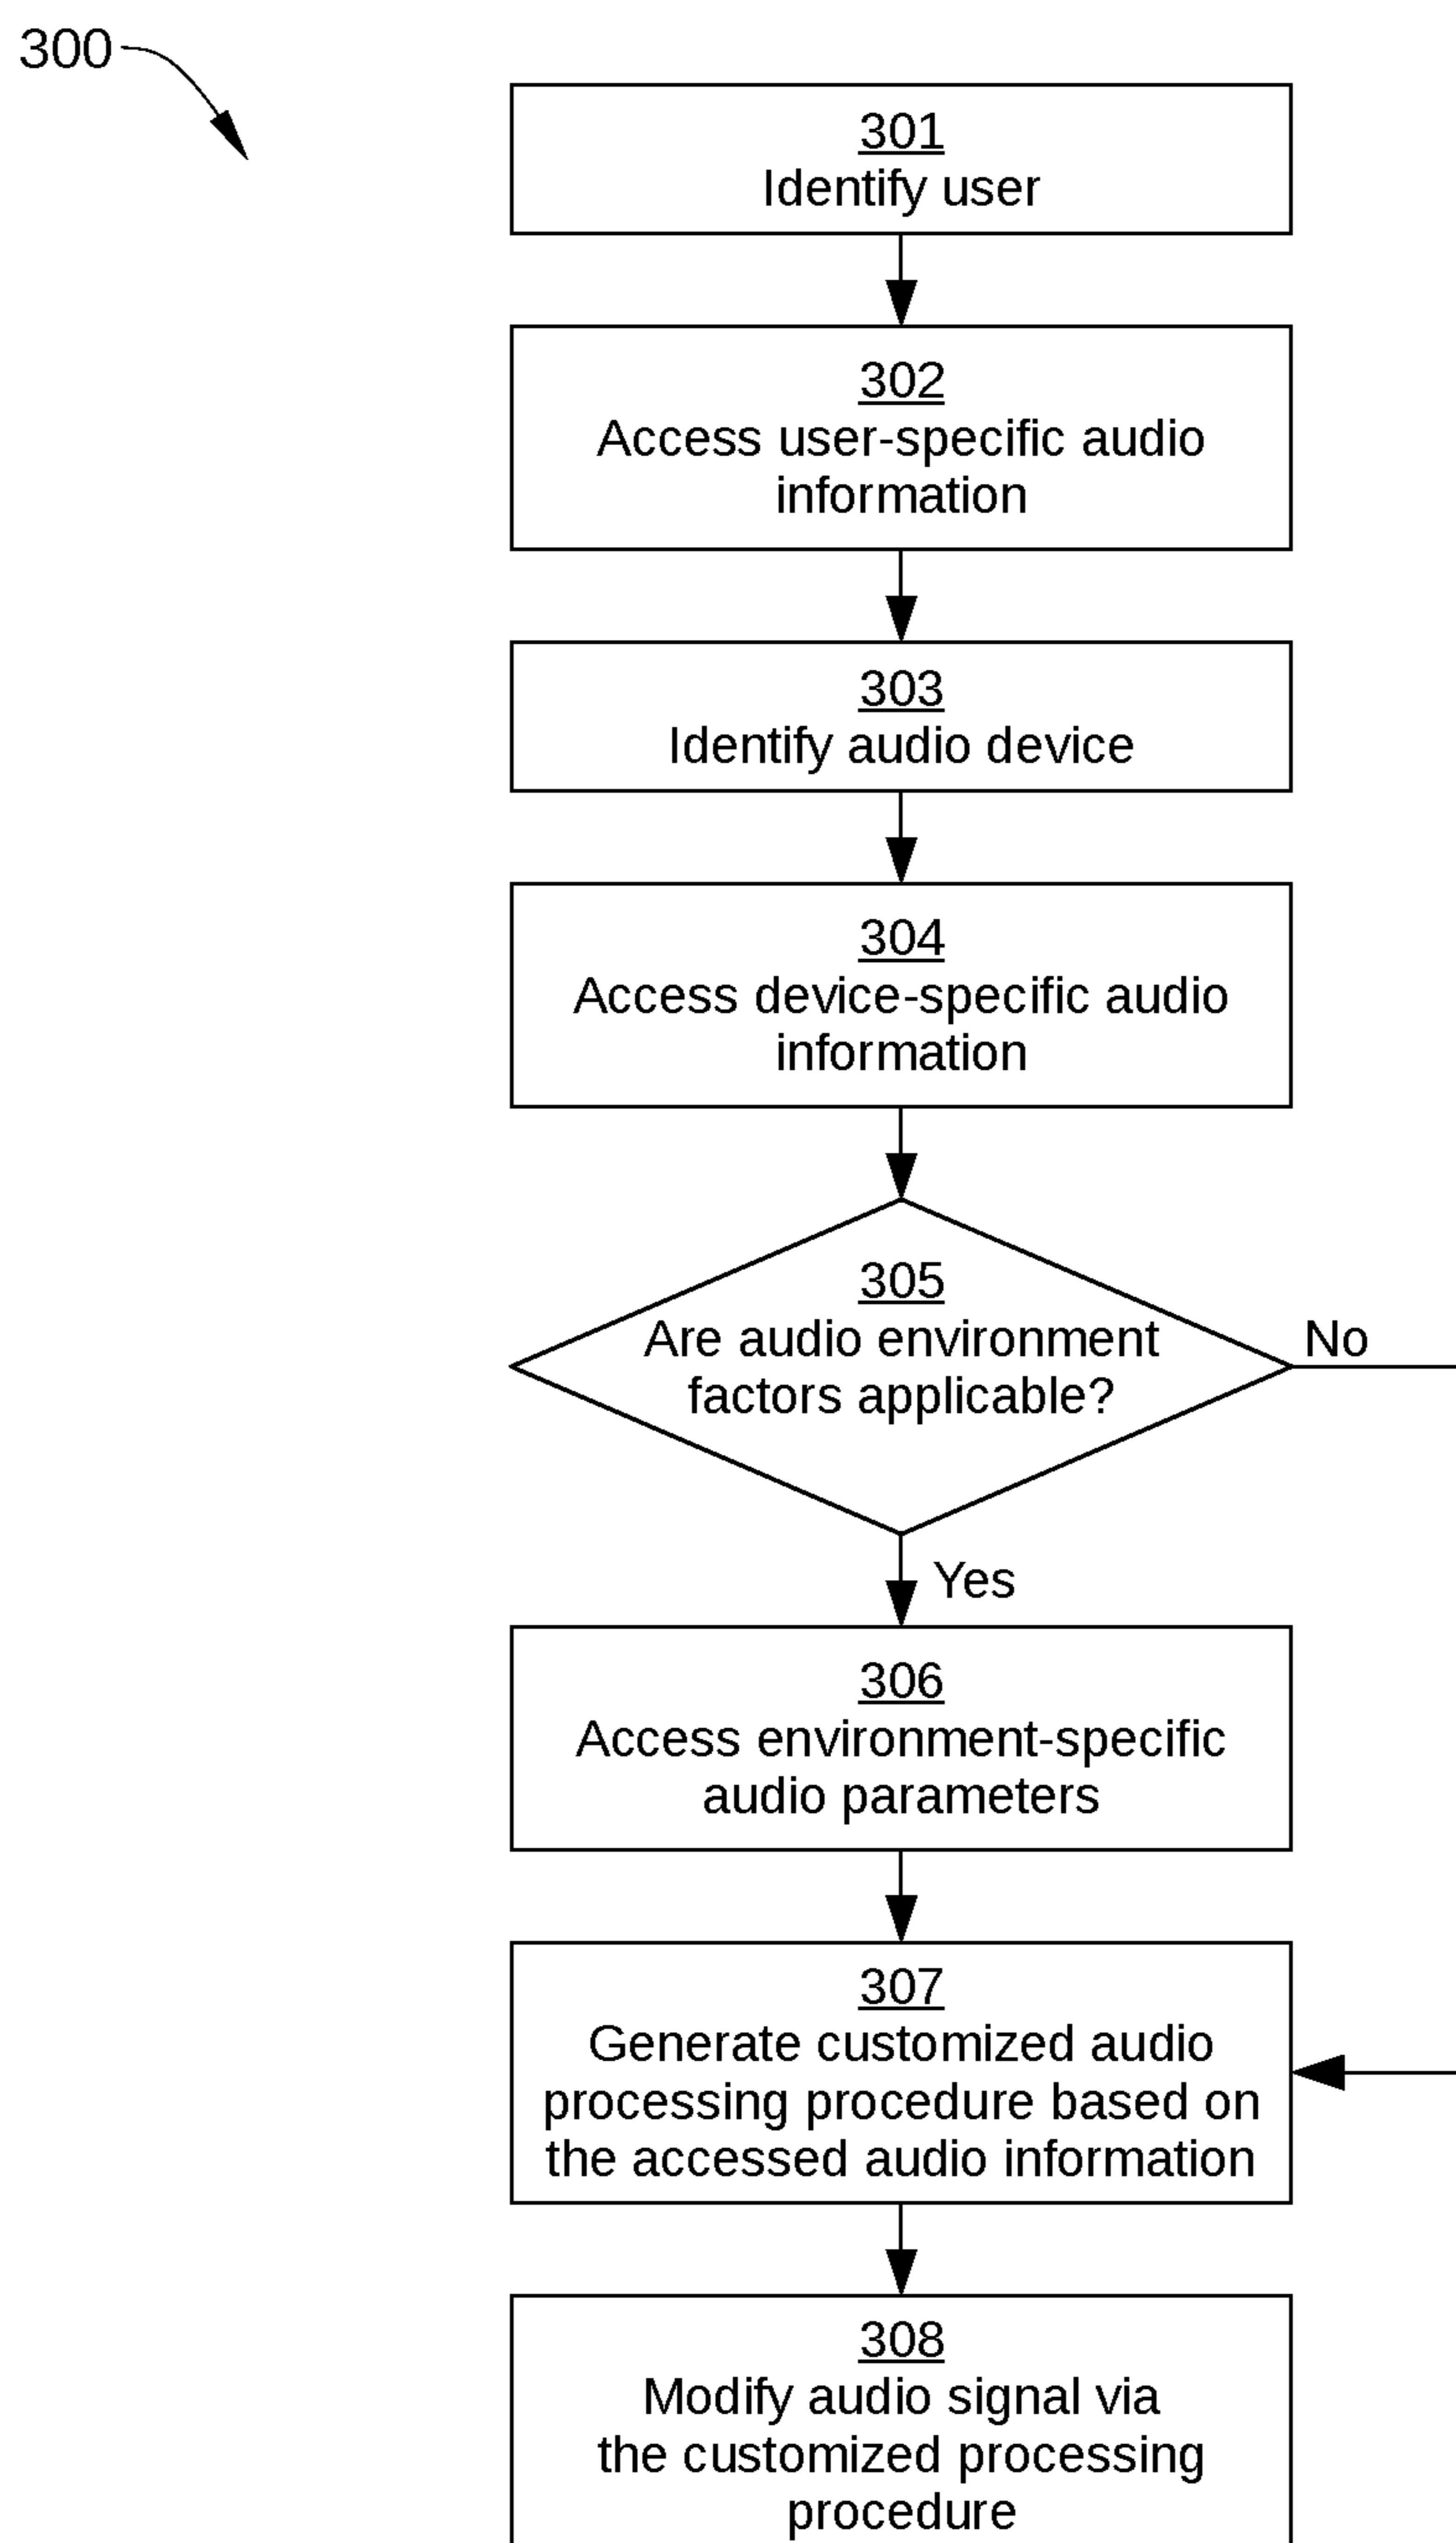 300
301
Identify user
302
Access user-specific audio
information
303
Identify audio device
304
Access device-specific audio
information
305
Are audio environment
factors applicable?
No
Yes
306
Access environment-specific
audio parameters
307
Generate customized audio
processing procedure based on
the accessed audio information
308
Modify audio signal via
the customized processing
procedure